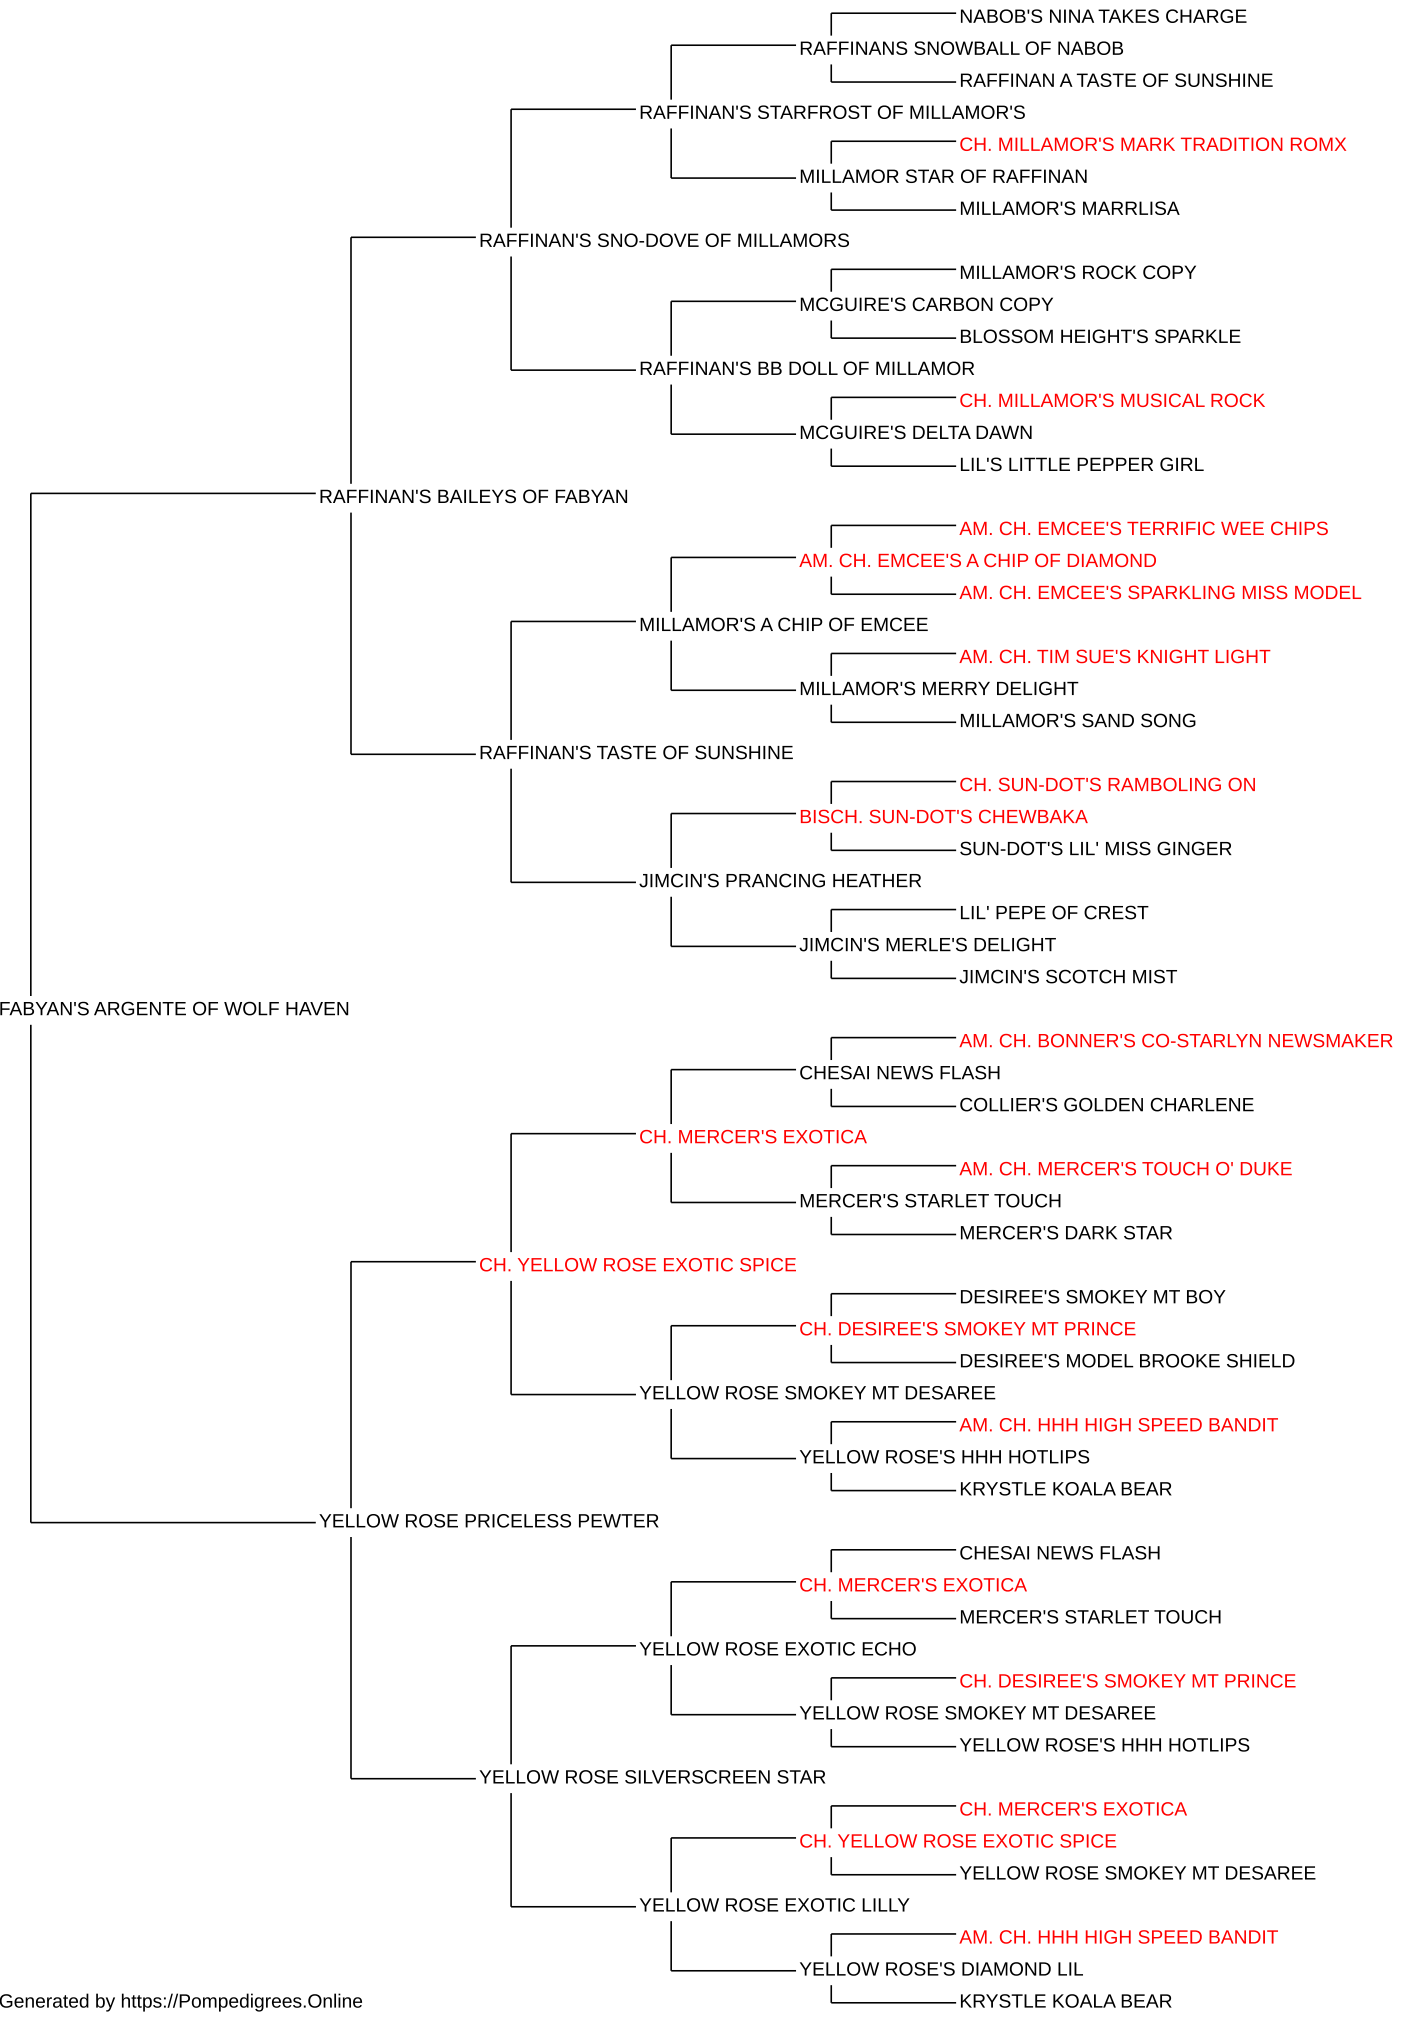 NABOB'S NINA TAKES CHARGE
RAFFINANS SNOWBALL OF NABOB
RAFFINAN A TASTE OF SUNSHINE
RAFFINAN'S STARFROST OF MILLAMOR'S
CH. MILLAMOR'S MARK TRADITION ROMX
MILLAMOR STAR OF RAFFINAN
MILLAMOR'S MARRLISA
RAFFINAN'S SNO-DOVE OF MILLAMORS
MILLAMOR'S ROCK COPY
MCGUIRE'S CARBON COPY
BLOSSOM HEIGHT'S SPARKLE
RAFFINAN'S BB DOLL OF MILLAMOR
CH. MILLAMOR'S MUSICAL ROCK
MCGUIRE'S DELTA DAWN
LIL'S LITTLE PEPPER GIRL
RAFFINAN'S BAILEYS OF FABYAN
AM. CH. EMCEE'S TERRIFIC WEE CHIPS
AM. CH. EMCEE'S A CHIP OF DIAMOND
AM. CH. EMCEE'S SPARKLING MISS MODEL
MILLAMOR'S A CHIP OF EMCEE
AM. CH. TIM SUE'S KNIGHT LIGHT
MILLAMOR'S MERRY DELIGHT
MILLAMOR'S SAND SONG
RAFFINAN'S TASTE OF SUNSHINE
CH. SUN-DOT'S RAMBOLING ON
BISCH. SUN-DOT'S CHEWBAKA
SUN-DOT'S LIL' MISS GINGER
JIMCIN'S PRANCING HEATHER
LIL' PEPE OF CREST
JIMCIN'S MERLE'S DELIGHT
JIMCIN'S SCOTCH MIST
FABYAN'S ARGENTE OF WOLF HAVEN
AM. CH. BONNER'S CO-STARLYN NEWSMAKER
CHESAI NEWS FLASH
COLLIER'S GOLDEN CHARLENE
CH. MERCER'S EXOTICA
AM. CH. MERCER'S TOUCH O' DUKE
MERCER'S STARLET TOUCH
MERCER'S DARK STAR
CH. YELLOW ROSE EXOTIC SPICE
DESIREE'S SMOKEY MT BOY
CH. DESIREE'S SMOKEY MT PRINCE
DESIREE'S MODEL BROOKE SHIELD
YELLOW ROSE SMOKEY MT DESAREE
AM. CH. HHH HIGH SPEED BANDIT
YELLOW ROSE'S HHH HOTLIPS
KRYSTLE KOALA BEAR
YELLOW ROSE PRICELESS PEWTER
CHESAI NEWS FLASH
CH. MERCER'S EXOTICA
MERCER'S STARLET TOUCH
YELLOW ROSE EXOTIC ECHO
CH. DESIREE'S SMOKEY MT PRINCE
YELLOW ROSE SMOKEY MT DESAREE
YELLOW ROSE'S HHH HOTLIPS
YELLOW ROSE SILVERSCREEN STAR
CH. MERCER'S EXOTICA
CH. YELLOW ROSE EXOTIC SPICE
YELLOW ROSE SMOKEY MT DESAREE
YELLOW ROSE EXOTIC LILLY
AM. CH. HHH HIGH SPEED BANDIT
YELLOW ROSE'S DIAMOND LIL
KRYSTLE KOALA BEAR
Generated by https://Pompedigrees.Online